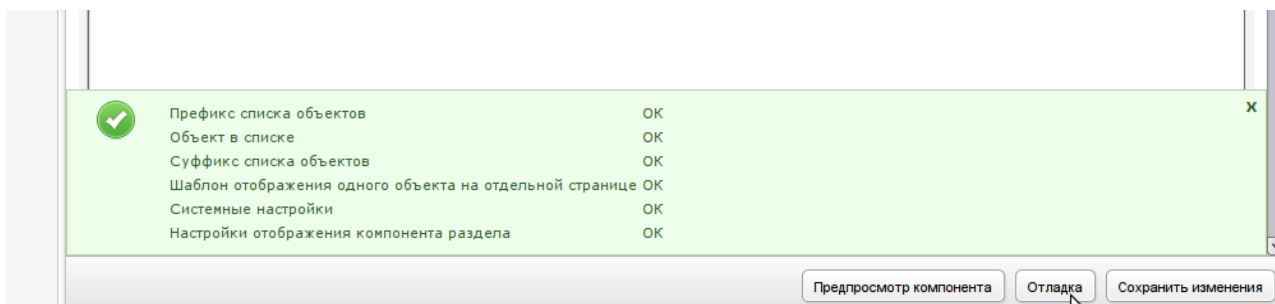 Префикс списка объектов OK X
Объект в списке OK
Суффикс списка объектов OK
Шаблон отображения одного объекта на отдельной странице OK
Системные настройки OK
Настройки отображения компонента раздела OK
Предпросмотр компонента Отладка Сохранить изменения